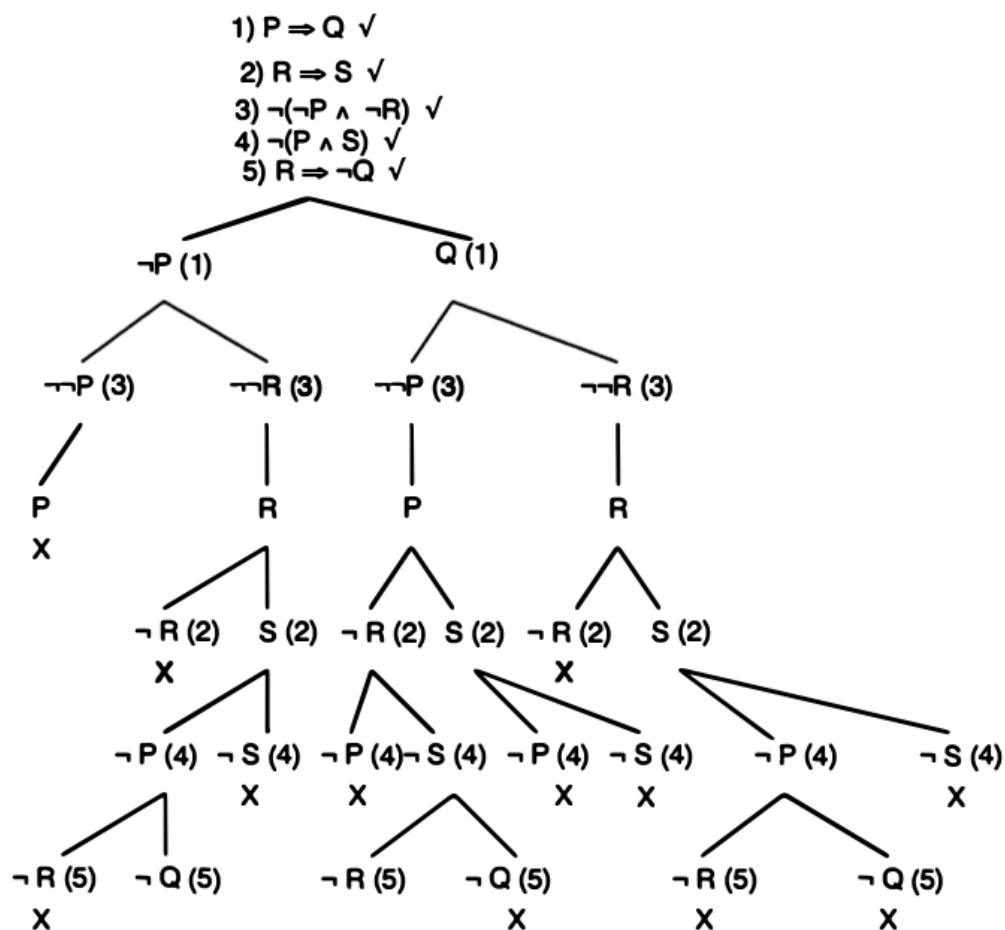 1) P ⇒ Q √
2) R ⇒ S √
3) ¬(¬P ∧ ¬R) √
4) ¬(P ∧ S) √
5) R ⇒ ¬Q √
¬P (1) Q (1)
¬¬P (3) ¬¬R (3) ¬¬P (3) ¬¬R (3)
P R P R
X
¬ R (2) S (2) ¬ R (2) S (2) ¬ R (2) S (2)
X X
¬ P (4) ¬ S (4) ¬ P (4) ¬ S (4) ¬ P (4) ¬ S (4) ¬ P (4) ¬ S (4)
X X X X X
¬ R (5) ¬ Q (5) ¬ R (5) ¬ Q (5) ¬ R (5) ¬ Q (5)
X X X X